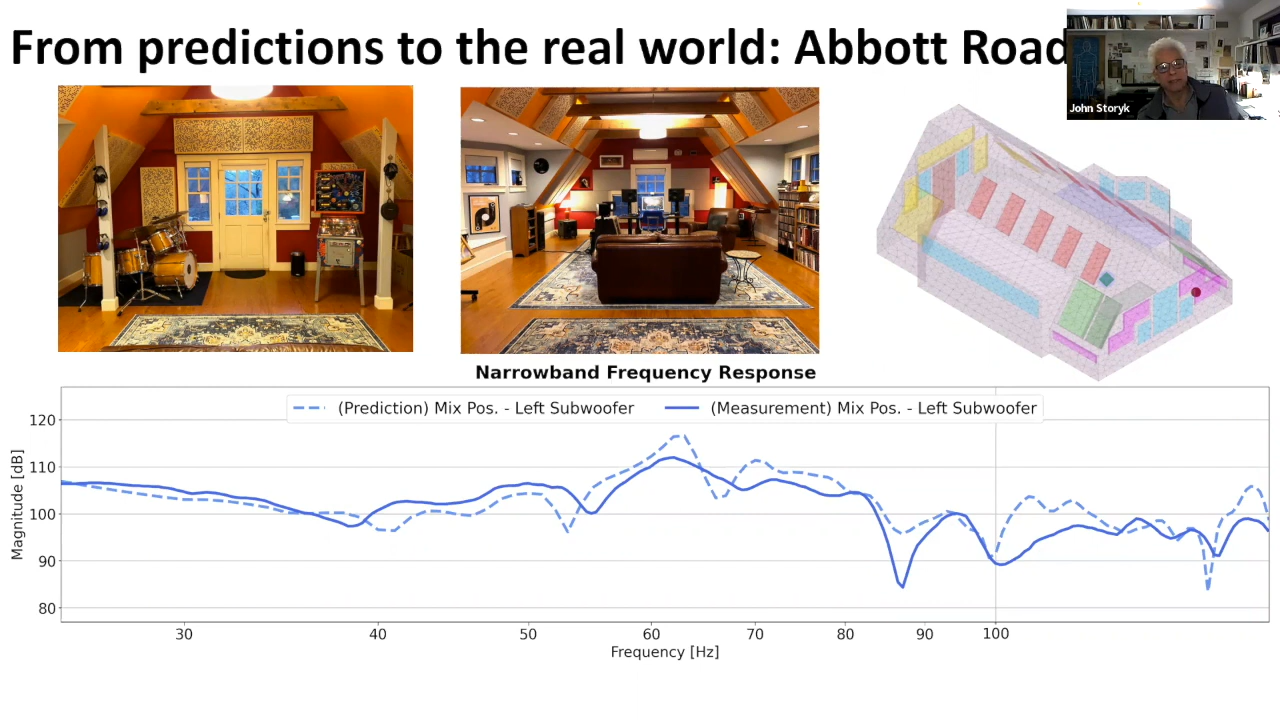 From predictions to the real world: Abbott Road
John Storyk
Narrowband Frequency Response
(Prediction) Mix Pos. - Left Subwoofer
(Measurement) Mix Pos. - Left Subwoofer
Magnitude [dB]
120
110
100
90
80
30
40
50
60
70
80
90
100
Frequency [Hz]